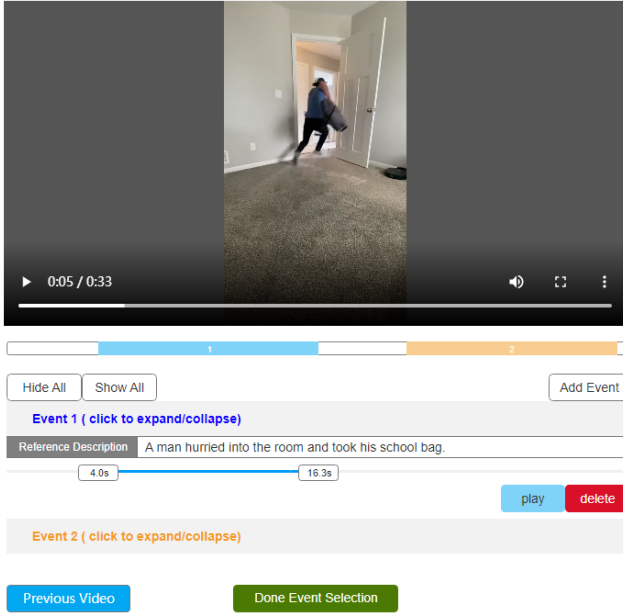 0:05 / 0:33
1 2
Hide All Show All Add Event
Event 1 ( click to expand/collapse)
Reference Description A man hurried into the room and took his school bag.
4.0s 16.3s
play delete
Event 2 ( click to expand/collapse)
Previous Video Done Event Selection